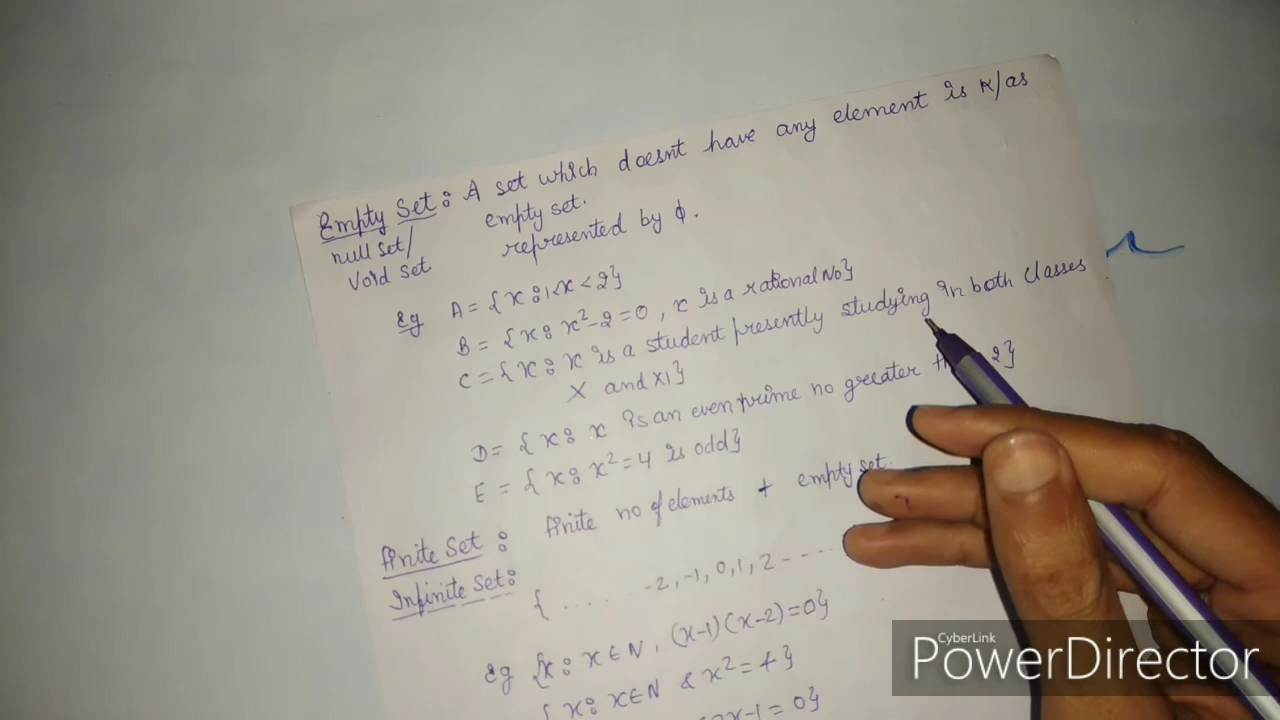 Empty Set: A set which doesnt have any element is K/as
null set/ empty set.
Void set represented by ϕ.
Eg A = {x: 1<x<2}
B = {x: x²-2=0, x is a rational No}
C = {x: x is a student presently studying in both classes
X and XI}
D = {x: x is an even prime no greater 2}
E = {x: x²=4 is odd}
Finite Set: finite no of elements + empty set.
Infinite Set:
{ ...... -2, -1, 0, 1, 2 - - ....
Eg {x: x∈N, (x-1)(x-2)=0}
{x: x∈N & x²=4}
x-1=0}
CyberLink
PowerDirector